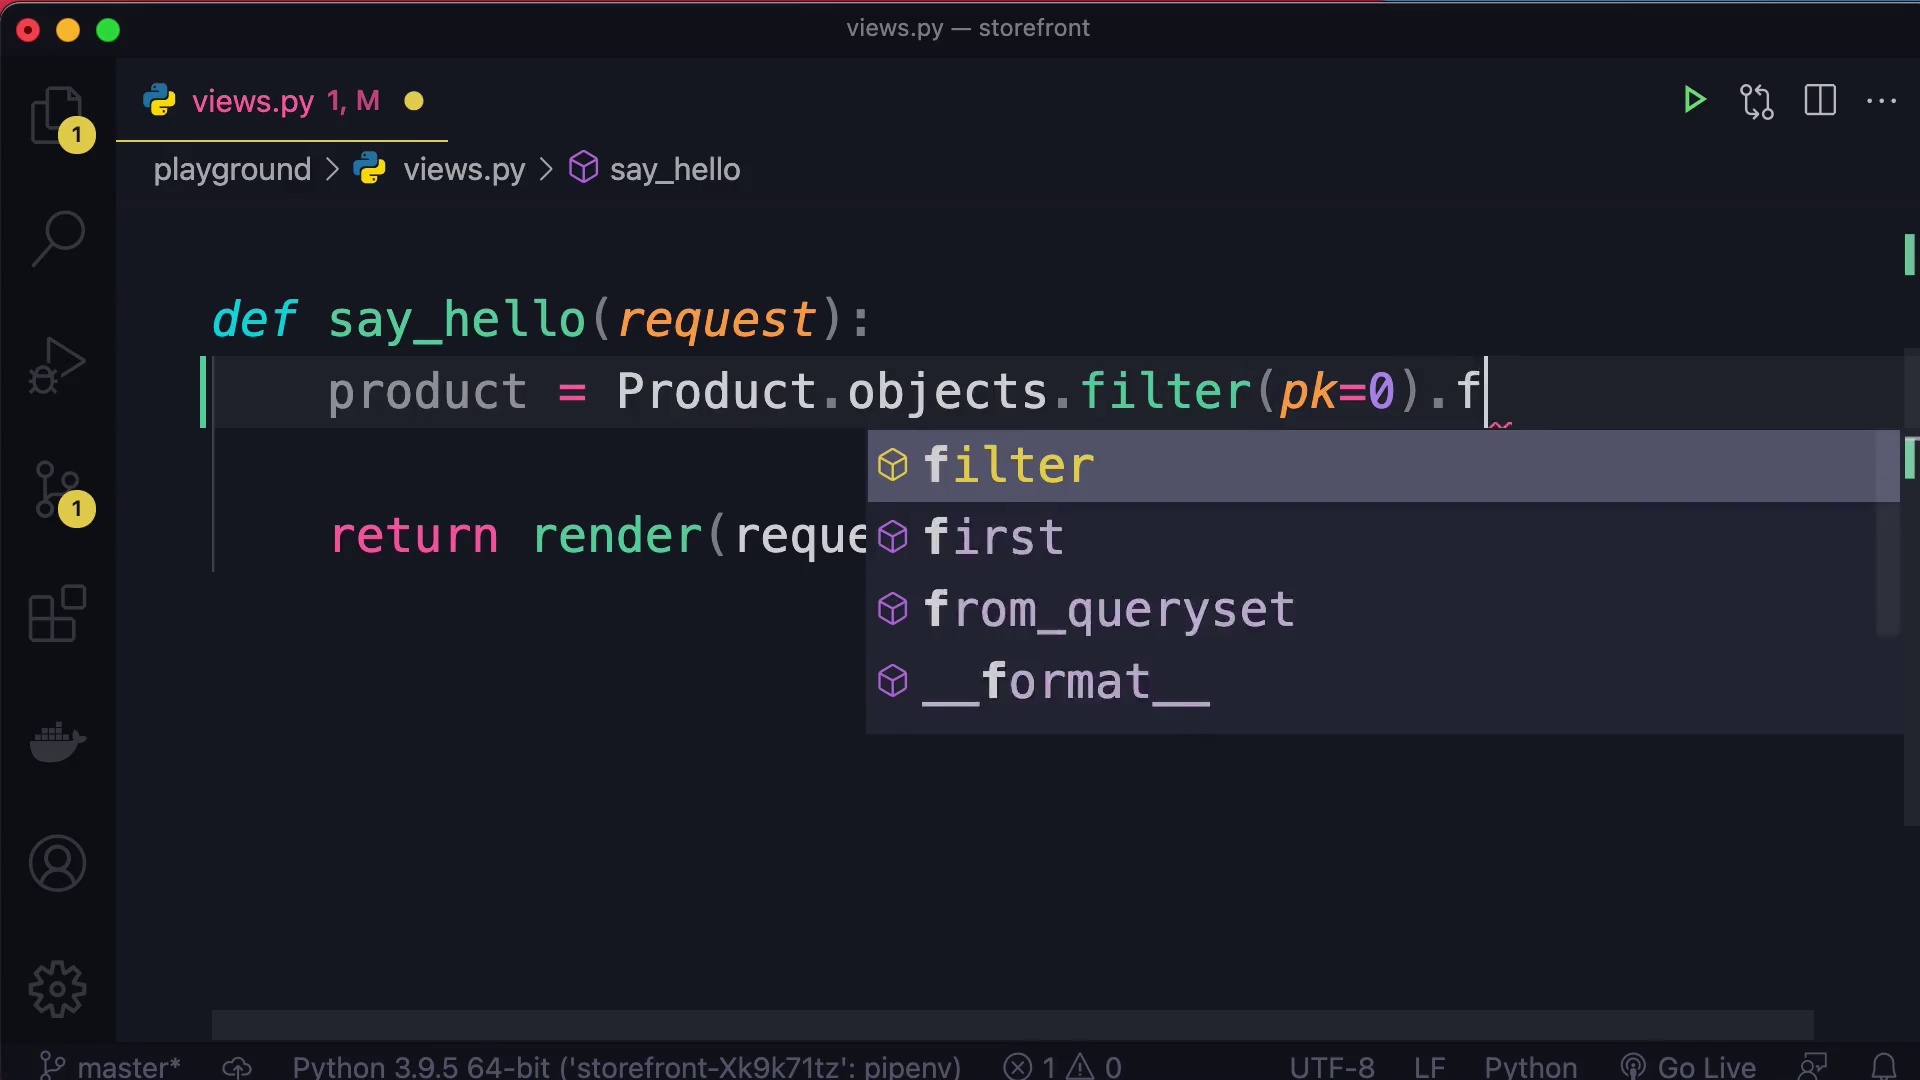 views.py — storefront
views.py 1, M
1
playground > views.py > say_hello
def say_hello(request):
product = Product.objects.filter(pk=0).f
filter
return render(reque
first
1
from_queryset
__format__
master*
Python 3.9.5 64-bit ('storefront-Xk9k71tz': pipenv)
1
0
UTF-8
LF
Python
Go Live